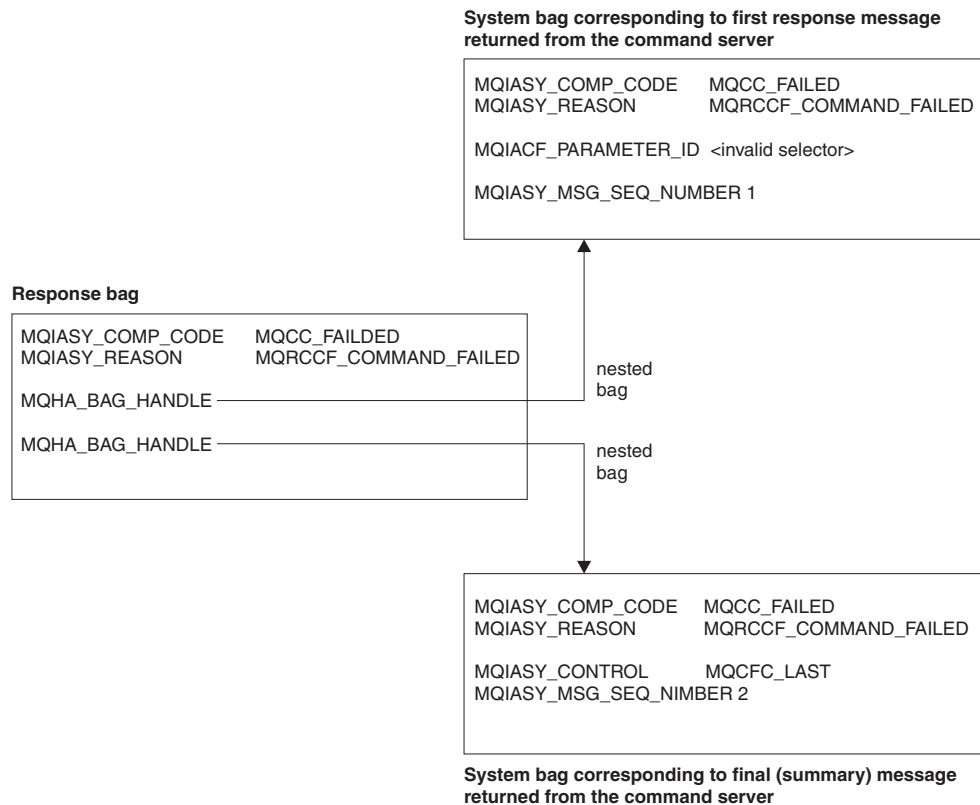 System bag corresponding to first response message
returned from the command server
MQIASY_COMP_CODE MQCC_FAILED
MQIASY_REASON MQRCCF_COMMAND_FAILED
MQIACF_PARAMETER_ID <invalid selector>
MQIASY_MSG_SEQ_NUMBER 1
Response bag
MQIASY_COMP_CODE MQCC_FAILDED
MQIASY_REASON MQRCCF_COMMAND_FAILED
MQHA_BAG_HANDLE
nested
bag
MQHA_BAG_HANDLE
nested
bag
MQIASY_COMP_CODE MQCC_FAILED
MQIASY_REASON MQRCCF_COMMAND_FAILED
MQIASY_CONTROL MQCFC_LAST
MQIASY_MSG_SEQ_NIMBER 2
System bag corresponding to final (summary) message
returned from the command server